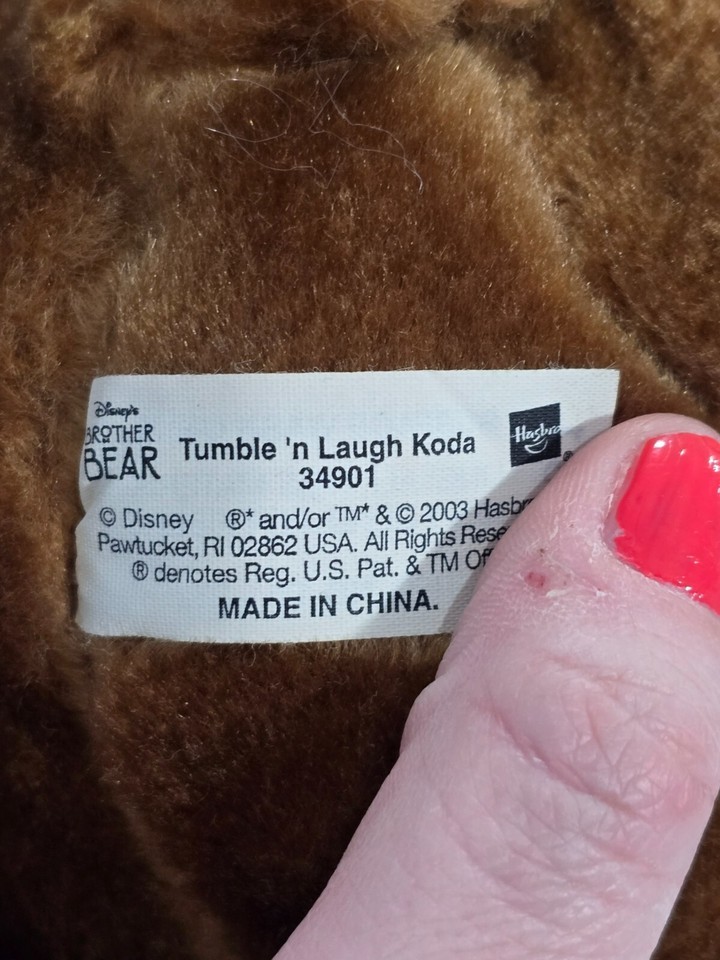 Disney's
BROTHER
BEAR
Tumble 'n Laugh Koda
34901
Hasbro
© Disney ®* and/or TM* & © 2003
Pawtucket, RI 02862 USA. All Rights
® denotes Reg. U.S. Pat. & TM
MADE IN CHINA.